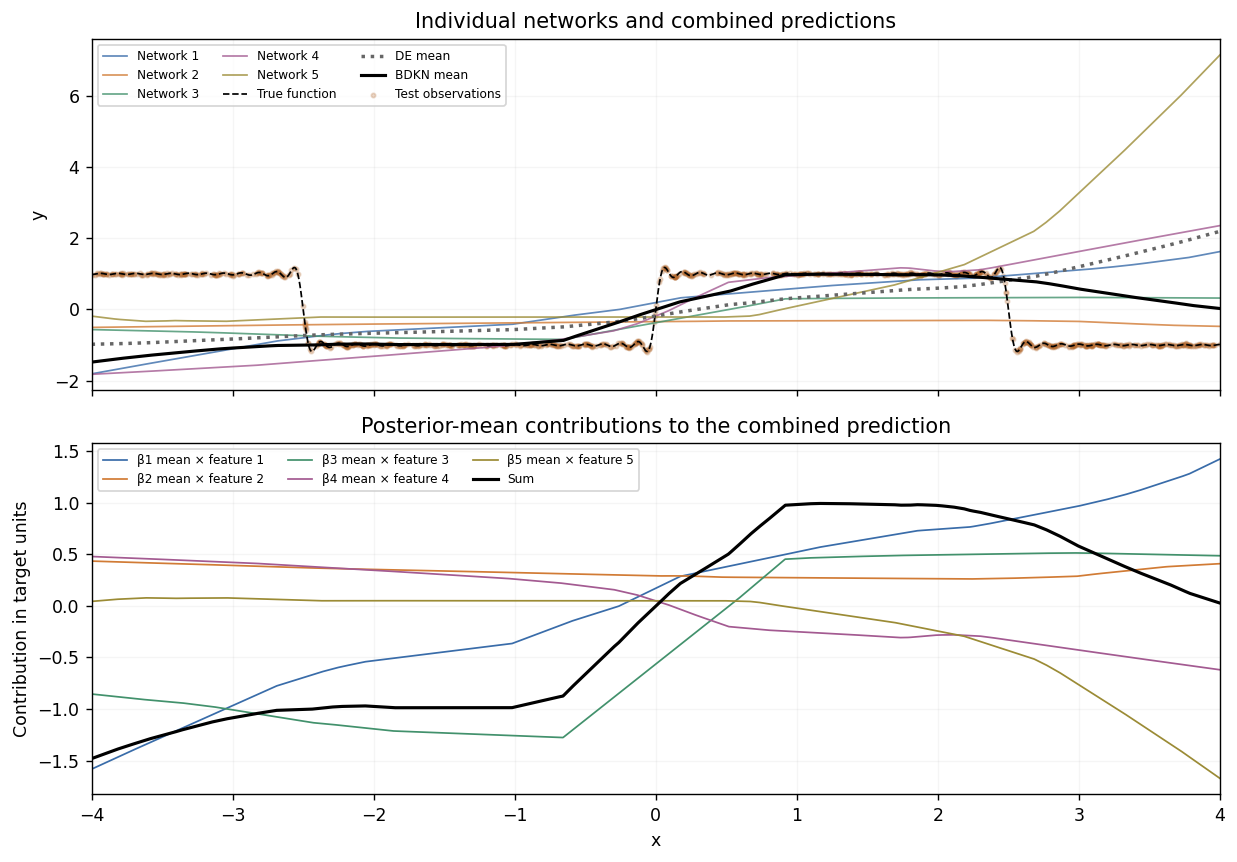 Individual networks and combined predictions
Network 1
Network 2
Network 3
Network 4
Network 5
True function
DE mean
BDKN mean
Test observations
y
6
4
2
0
−2
Posterior-mean contributions to the combined prediction
β1 mean × feature 1
β2 mean × feature 2
β3 mean × feature 3
β4 mean × feature 4
β5 mean × feature 5
Sum
Contribution in target units
1.5
1.0
0.5
0.0
−0.5
−1.0
−1.5
−4
−3
−2
−1
0
1
2
3
4
x